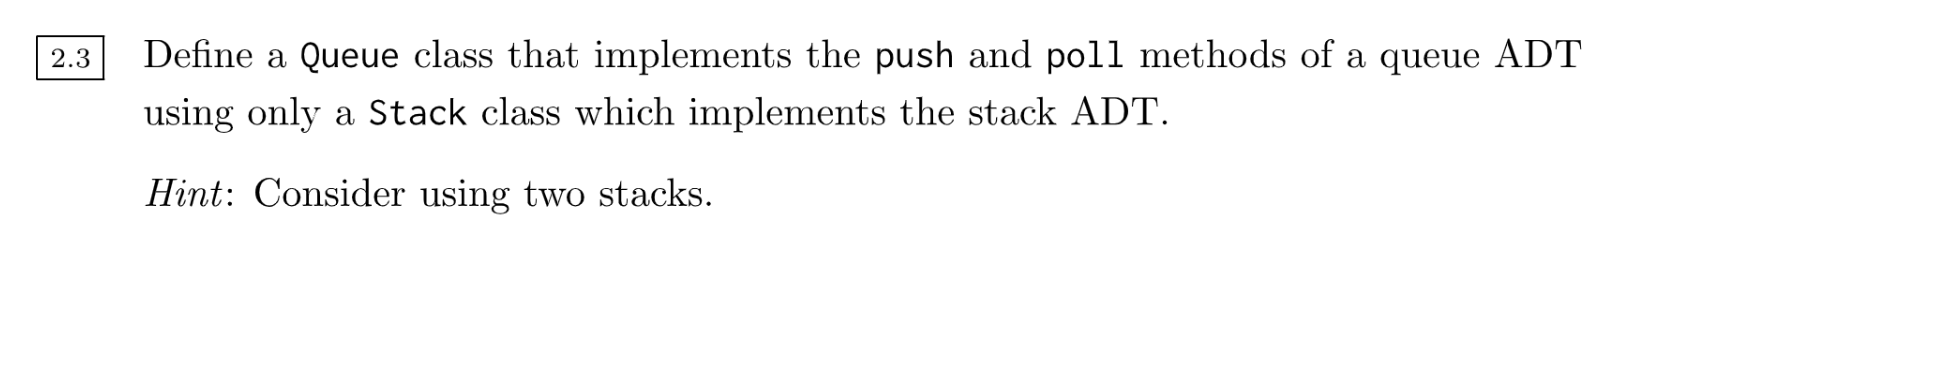 2.3 Define a Queue class that implements the push and poll methods of a queue ADT
using only a Stack class which implements the stack ADT.
Hint: Consider using two stacks.